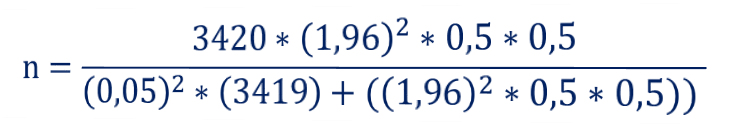 n = 3420 ∗ (1,96)² ∗ 0,5 ∗ 0,5
(0,05)² ∗ (3419) + ((1,96)² ∗ 0,5 ∗ 0,5))